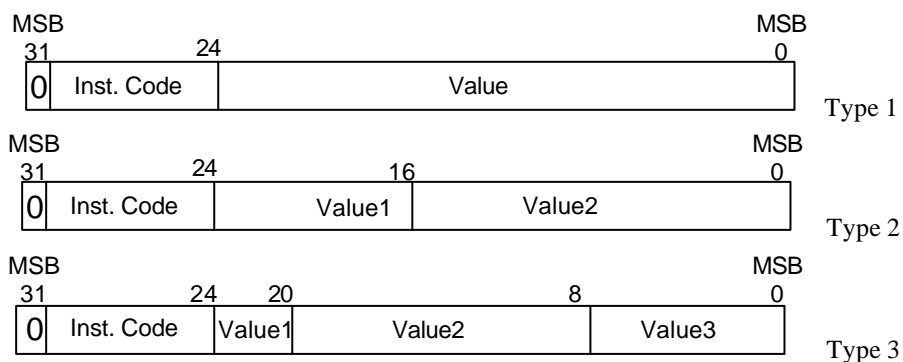 MSB MSB
31 24 0
0 Inst. Code Value
Type 1
MSB MSB
31 24 16 0
0 Inst. Code Value1 Value2
Type 2
MSB MSB
31 24 20 8 0
0 Inst. Code Value1 Value2 Value3
Type 3